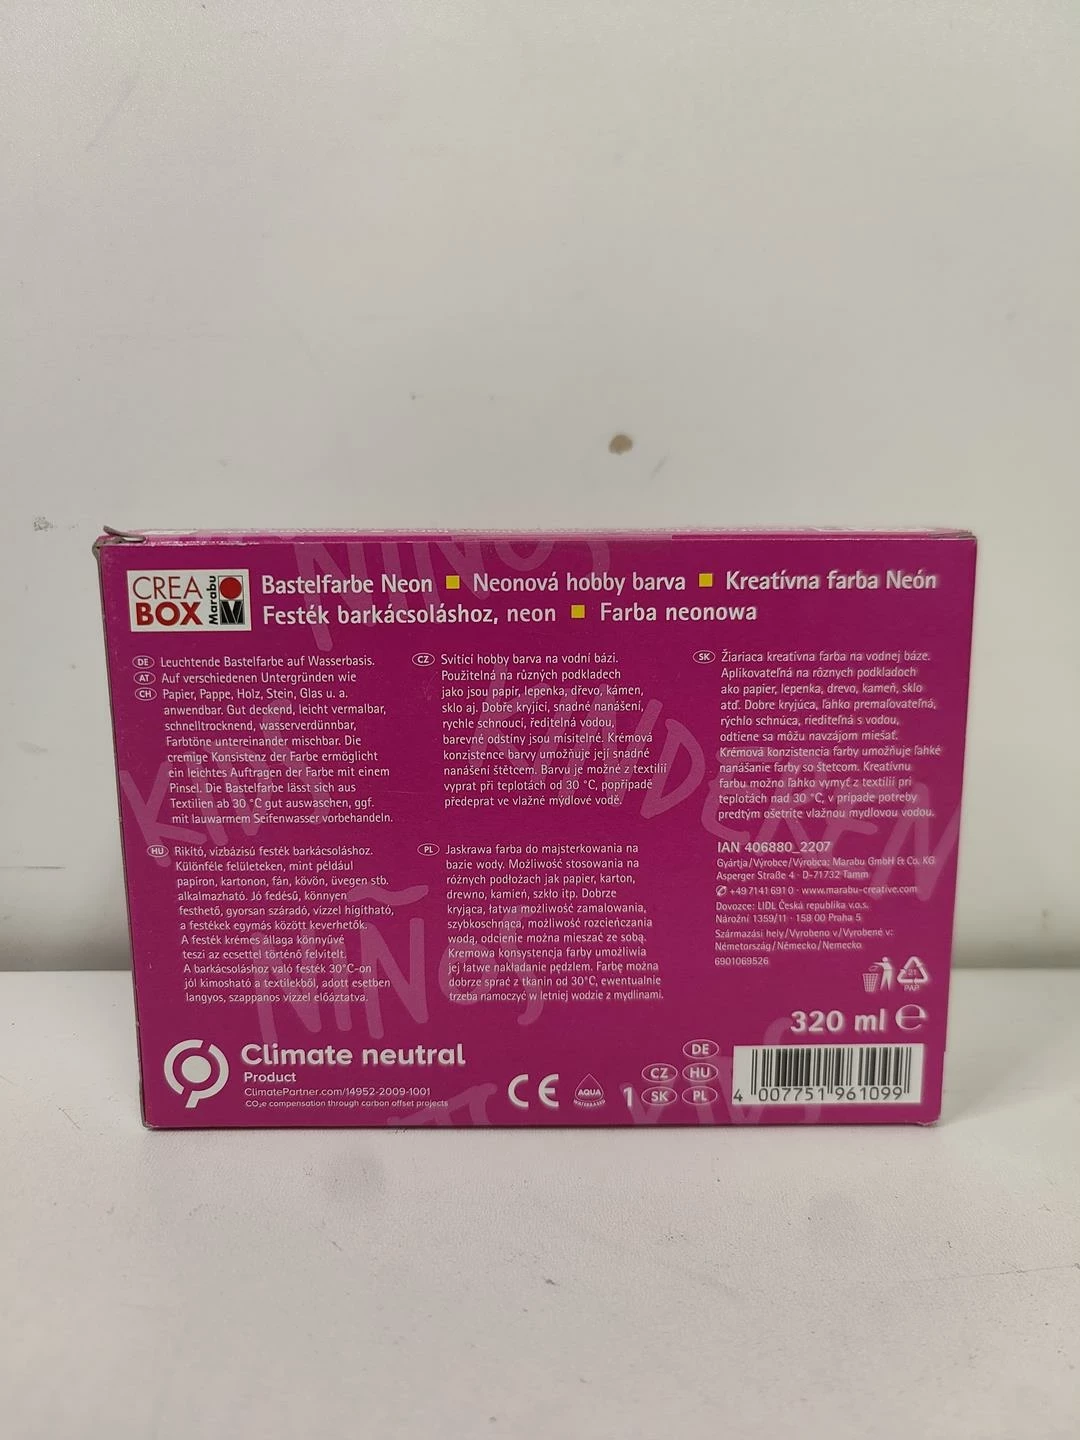 CREA
BOX
Marabu
Bastelfarbe Neon Neonová hobby barva Kreatívna farba Neón
Festék barkácsoláshoz, neon Farba neonowa
DE Leuchtende Bastelfarbe auf Wasserbasis.
AT Auf verschiedenen Untergründen wie
CH Papier, Pappe, Holz, Stein, Glas u. a.
anwendbar. Gut deckend, leicht vermalbar,
schnelltrocknend, wasserverdünnbar,
Farbtöne untereinander mischbar. Die
cremige Konsistenz der Farbe ermöglicht
ein leichtes Auftragen der Farbe mit einem
Pinsel. Die Bastelfarbe lässt sich aus
Textilien ab 30 °C gut auswaschen, ggf.
mit lauwarmem Seifenwasser vorbehandeln.
CZ Svítící hobby barva na vodní bázi.
Použitelná na různých podkladech
jako jsou papír, lepenka, dřevo, kámen,
sklo aj. Dobře kryjící, snadné nanášení,
rychle schnoucí, ředitelná vodou,
barevné odstíny jsou mísitelné. Krémová
konzistence barvy umožňuje její snadné
nanášení štětcem. Barvu je možné z textilií
vyprat při teplotách od 30 °C, popřípadě
předeprat ve vlažné mýdlové vodě.
SK Žiariaca kreatívna farba na vodnej báze.
Aplikovateľná na rôznych podkladoch
ako papier, lepenka, drevo, kameň, sklo
atď. Dobre kryjúca, ľahko premaľovateľná,
rýchlo schnúca, riediteľná s vodou,
odtiene sa môžu navzájom miešať.
Krémová konzistencia farby umožňuje ľahké
nanášanie farby so štetcom. Kreatívnu
farbu možno ľahko vymyť z textilií pri
teplotách nad 30 °C, v prípade potreby
predtým ošetrite vlažnou mydlovou vodou.
HU Rikító, vízbázisú festék barkácsoláshoz.
Különféle felületeken, mint például
papíron, kartonon, fán, kövön, üvegen stb.
alkalmazható. Jó fedésű, könnyen
festhető, gyorsan száradó, vízzel hígítható,
a festékek egymás között keverhetők.
A festék krémes állaga könnyűvé
teszi az ecsettel történő felvitelt.
A barkácsoláshoz való festék 30°C-on
jól kimosható a textilekből, adott esetben
langyos, szappanos vízzel előáztatva.
PL Jaskrawa farba do majsterkowania na
bazie wody. Możliwość stosowania na
różnych podłożach jak papier, karton,
drewno, kamień, szkło itp. Dobrze
kryjąca, łatwa możliwość zamalowania,
szybkoschnąca, możliwość rozcieńczania
wodą, odcienie można mieszać ze sobą.
Kremowa konsystencja farby umożliwia
jej łatwe nakładanie pędzlem. Farbę można
dobrze sprać z tkanin od 30°C, ewentualnie
trzeba namoczyć w letniej wodzie z mydlinami.
IAN 406880_2207
Gyártja/Výrobce/Výrobca: Marabu GmbH & Co. KG
Asperger Straße 4 · D-71732 Tamm
+49 7141 691 0 · www.marabu-creative.com
Dovozce: LIDL Česká republika v.o.s.
Nárožní 1359/11 · 158 00 Praha 5
Származási hely/Vyrobeno v/Vyrobené v:
Németország/Německo/Nemecko
6901069526
21
PAP
320 ml ℮
Climate neutral
Product
ClimatePartner.com/14952-2009-1001
CO₂e compensation through carbon offset projects
CE
AQUA
WATERBASED
1
DE
CZ HU
SK PL
4 007751 961099
KINDER
NIÑOS
KIDS